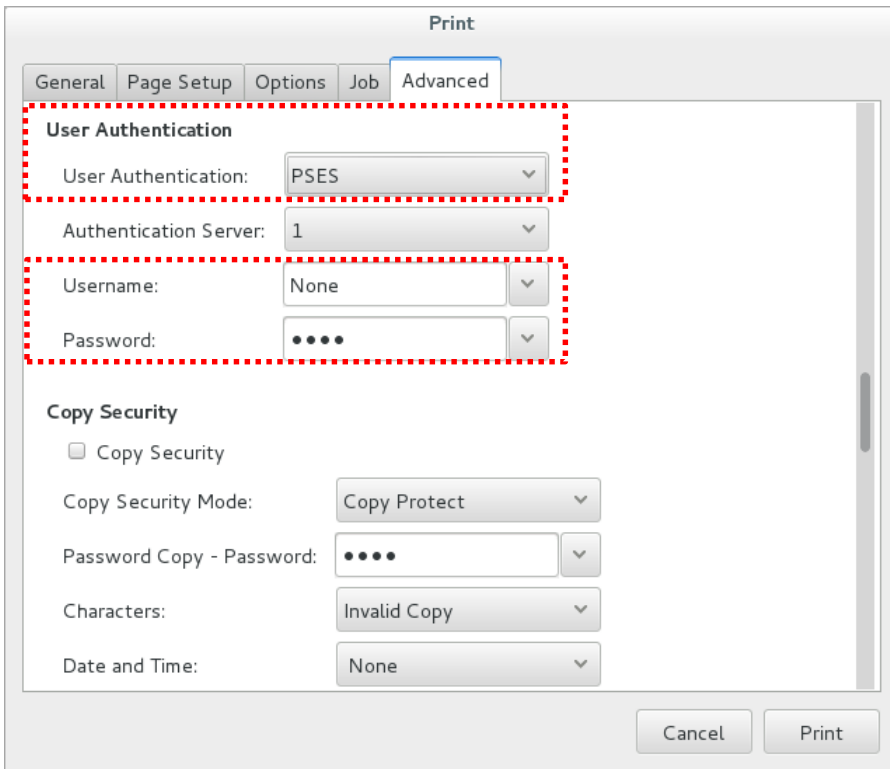 Print
General Page Setup Options Job Advanced
User Authentication
User Authentication: PSES
Authentication Server: 1
Username: None
Password: ●●●●
Copy Security
Copy Security
Copy Security Mode: Copy Protect
Password Copy - Password: ●●●●
Characters: Invalid Copy
Date and Time: None
Cancel Print